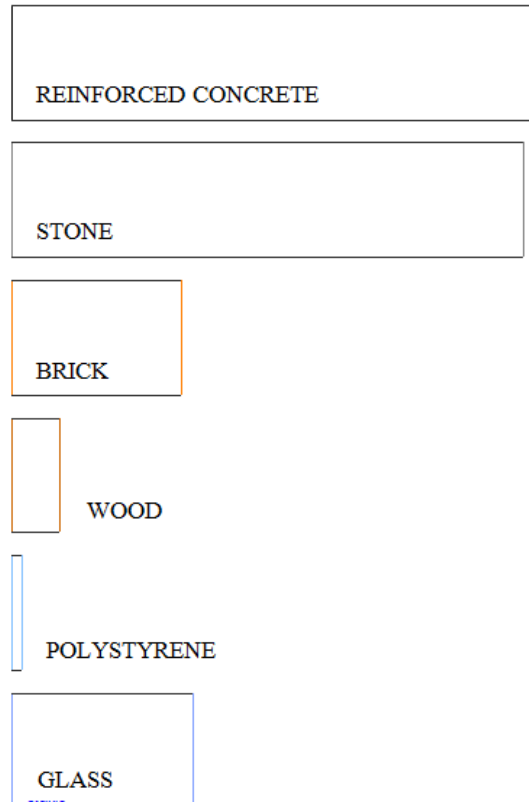 REINFORCED CONCRETE
STONE
BRICK
WOOD
POLYSTYRENE
GLASS